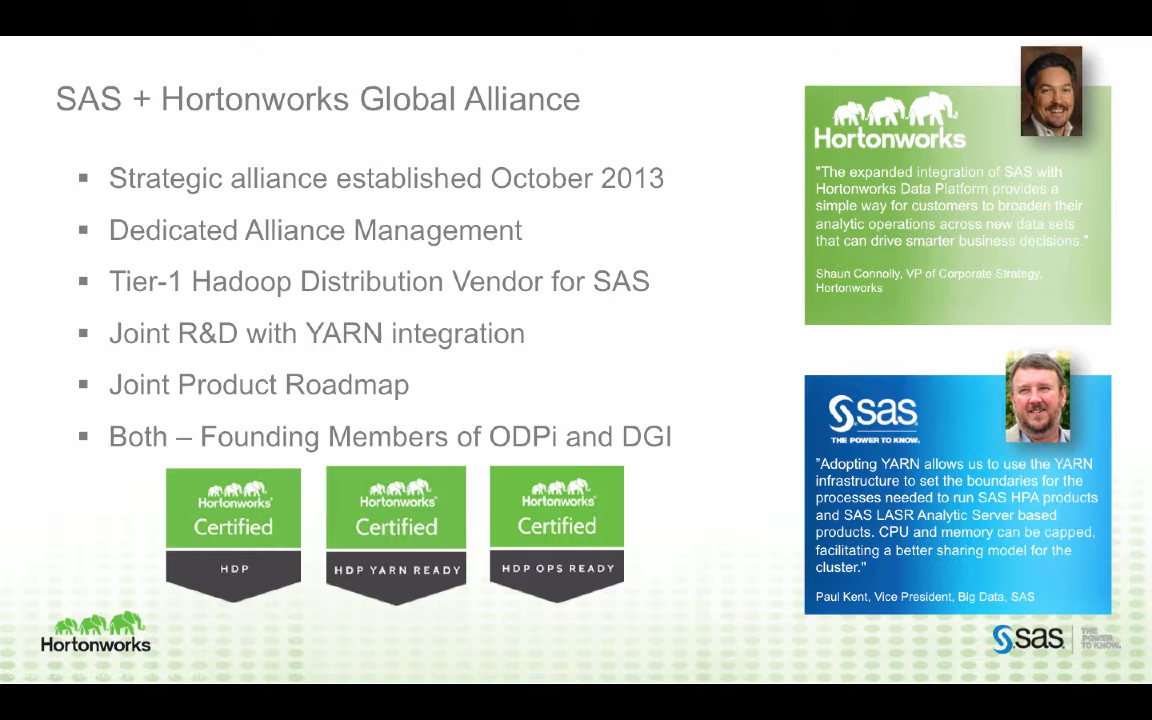 SAS + Hortonworks Global Alliance
▪ Strategic alliance established October 2013
▪ Dedicated Alliance Management
▪ Tier-1 Hadoop Distribution Vendor for SAS
▪ Joint R&D with YARN integration
▪ Joint Product Roadmap
▪ Both – Founding Members of ODPi and DGI
Hortonworks
Certified
HDP
Hortonworks
Certified
HDP YARN READY
Hortonworks
Certified
HDP OPS READY
Hortonworks
"The expanded integration of SAS with
Hortonworks Data Platform provides a
simple way for customers to broaden their
analytic operations across new data sets
that can drive smarter business decisions."
Shaun Connolly, VP of Corporate Strategy,
Hortonworks
sas
THE POWER TO KNOW.
"Adopting YARN allows us to use the YARN
infrastructure to set the boundaries for the
processes needed to run SAS HPA products
and SAS LASR Analytic Server based
products. CPU and memory can be capped,
facilitating a better sharing model for the
cluster."
Paul Kent, Vice President, Big Data, SAS
Hortonworks
sas
THE
POWER
TO KNOW.